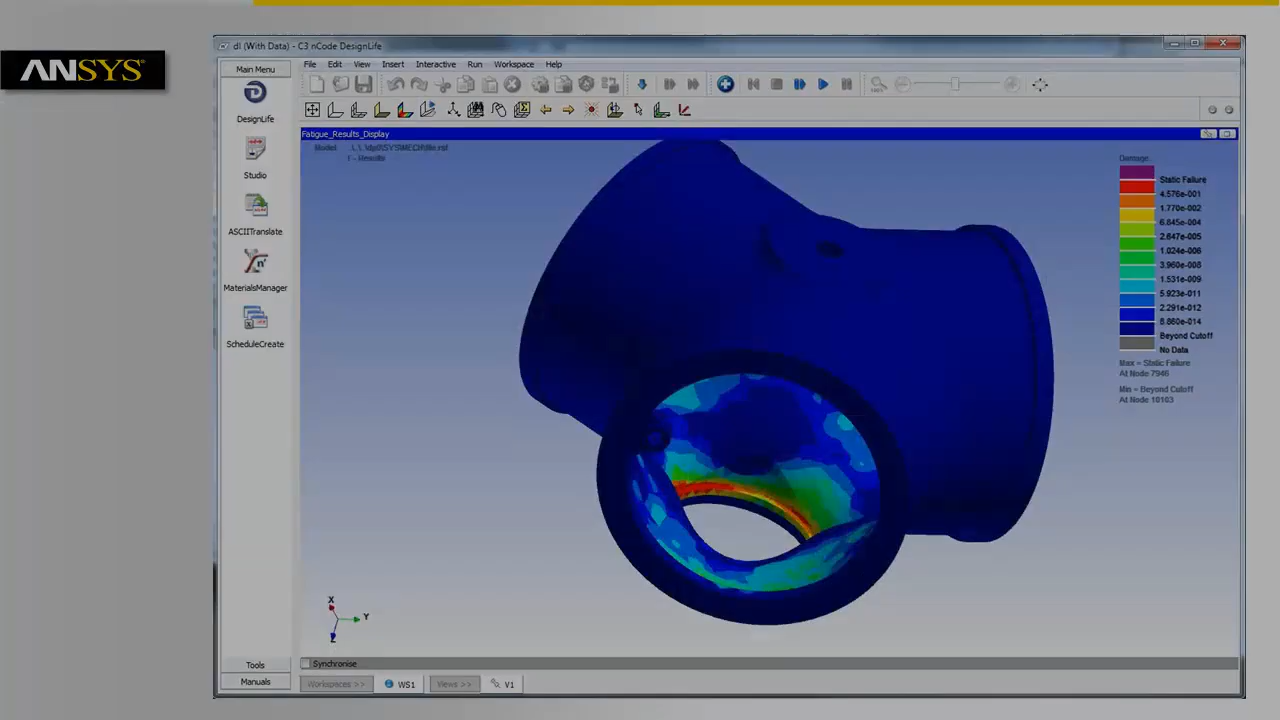 ANSYS
dl (With Data) - C3 nCode DesignLife
Main Menu
File Edit View Insert Interactive Run Workspace Help
DesignLife
Studio
ASCIITranslate
MaterialsManager
ScheduleCreate
Tools
Manuals
Fatigue_Results_Display
Model:
1 - Results
Damage
Static Failure
4.576e-001
1.770e-002
6.845e-004
2.647e-005
1.024e-006
3.960e-008
1.531e-009
5.923e-011
2.291e-012
8.860e-014
Beyond Cutoff
No Data
Max = Static Failure
At Node 7946
Min = Beyond Cutoff
At Node 10103
X
Y
Z
Synchronise
Workspaces >> WS1 Views >> V1